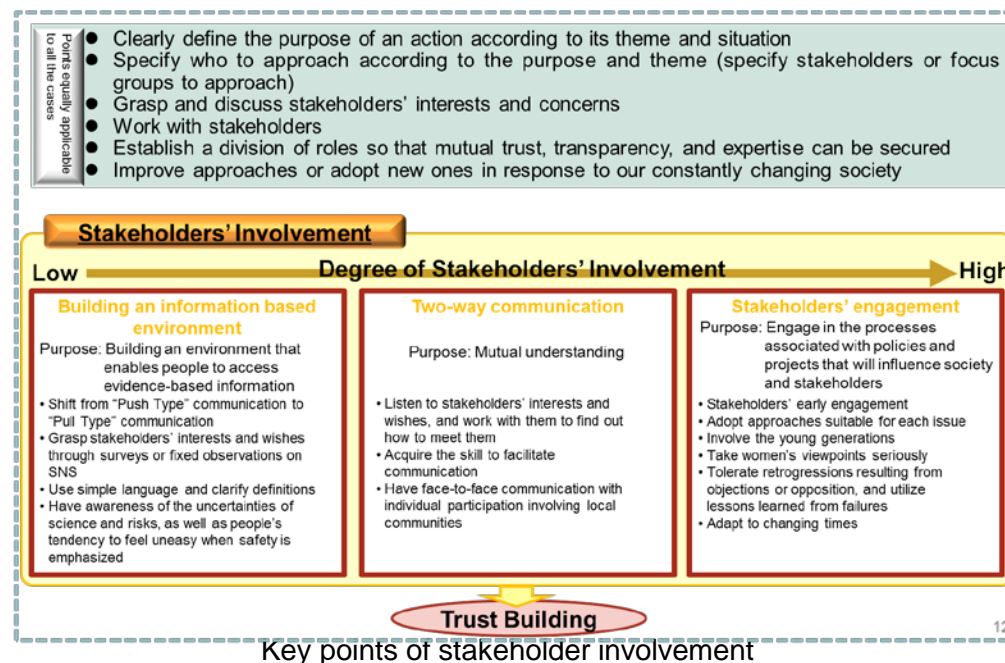 Points equally applicable
to all the cases
● Clearly define the purpose of an action according to its theme and situation
● Specify who to approach according to the purpose and theme (specify stakeholders or focus
groups to approach)
● Grasp and discuss stakeholders' interests and concerns
● Work with stakeholders
● Establish a division of roles so that mutual trust, transparency, and expertise can be secured
● Improve approaches or adopt new ones in response to our constantly changing society
Stakeholders' Involvement
Low Degree of Stakeholders' Involvement High
Building an information based
environment
Purpose: Building an environment that
enables people to access
evidence-based information
• Shift from "Push Type" communication to
"Pull Type" communication
• Grasp stakeholders' interests and wishes
through surveys or fixed observations on
SNS
• Use simple language and clarify definitions
• Have awareness of the uncertainties of
science and risks, as well as people's
tendency to feel uneasy when safety is
emphasized
Two-way communication
Purpose: Mutual understanding
• Listen to stakeholders' interests and
wishes, and work with them to find out
how to meet them
• Acquire the skill to facilitate
communication
• Have face-to-face communication with
individual participation involving local
communities
Stakeholders' engagement
Purpose: Engage in the processes
associated with policies and
projects that will influence society
and stakeholders
• Stakeholders' early engagement
• Adopt approaches suitable for each issue
• Involve the young generations
• Take women's viewpoints seriously
• Tolerate retrogressions resulting from
objections or opposition, and utilize
lessons learned from failures
• Adapt to changing times
Trust Building
12
Key points of stakeholder involvement